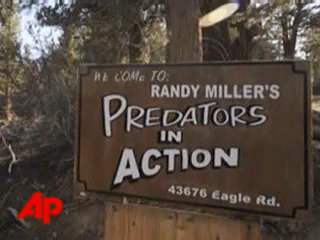 WE COME TO:
RANDY MILLER'S
PREDATORS
IN
ACTION
43676 Eagle Rd.
AP